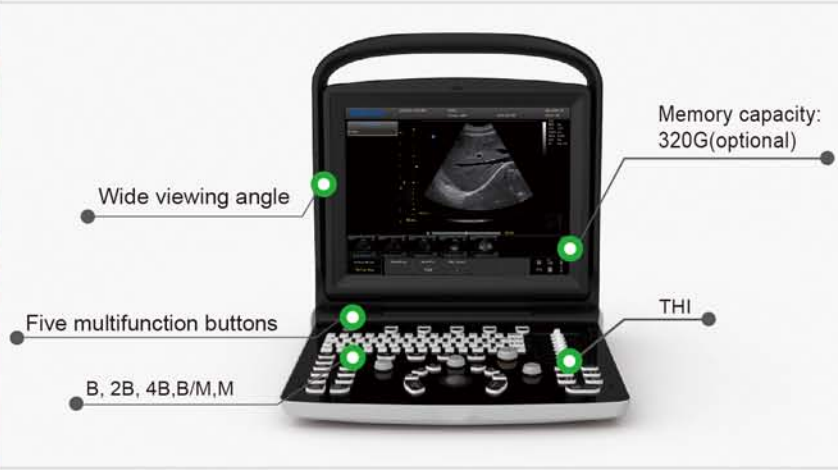 Memory capacity:
320G(optional)
Wide viewing angle
THI
Five multifunction buttons
B, 2B, 4B,B/M,M